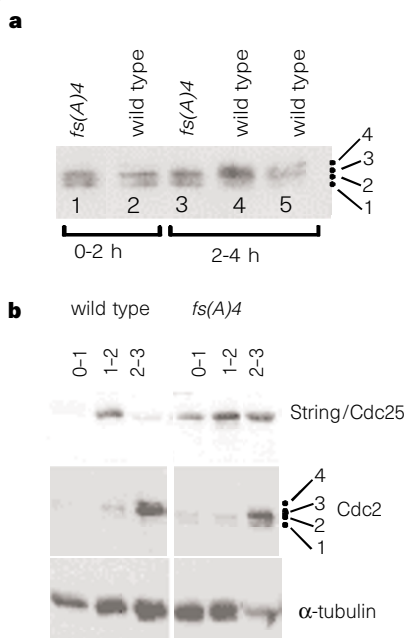 a
fs(A)4
wild type
fs(A)4
wild type
wild type
1 2 3 4 5
4
3
2
1
0-2 h
2-4 h
b
wild type fs(A)4
0-1 1-2 2-3 0-1 1-2 2-3
String/Cdc25
4
3
2
1
Cdc2
α-tubulin